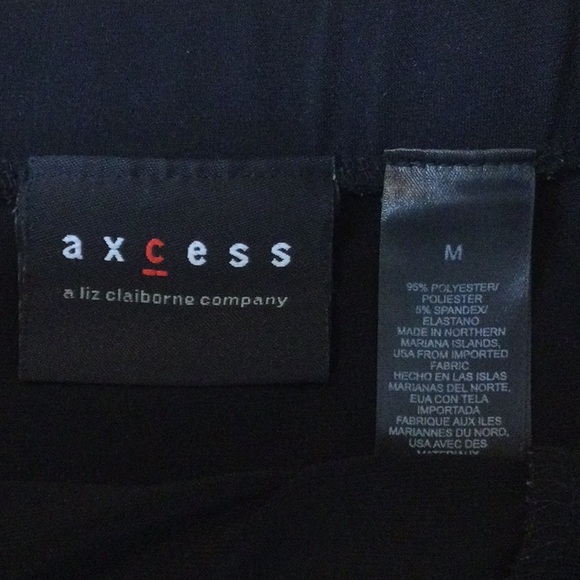 axcess
a liz claiborne company
M
95% POLYESTER/
POLIESTER
5% SPANDEX/
ELASTANO
MADE IN NORTHERN
MARIANA ISLANDS,
USA FROM IMPORTED
FABRIC
HECHO EN LAS ISLAS
MARIANAS DEL NORTE,
EUA CON TELA
IMPORTADA
FABRIQUE AUX ILES
MARIANNES DU NORD,
USA AVEC DES
MATERIAUX